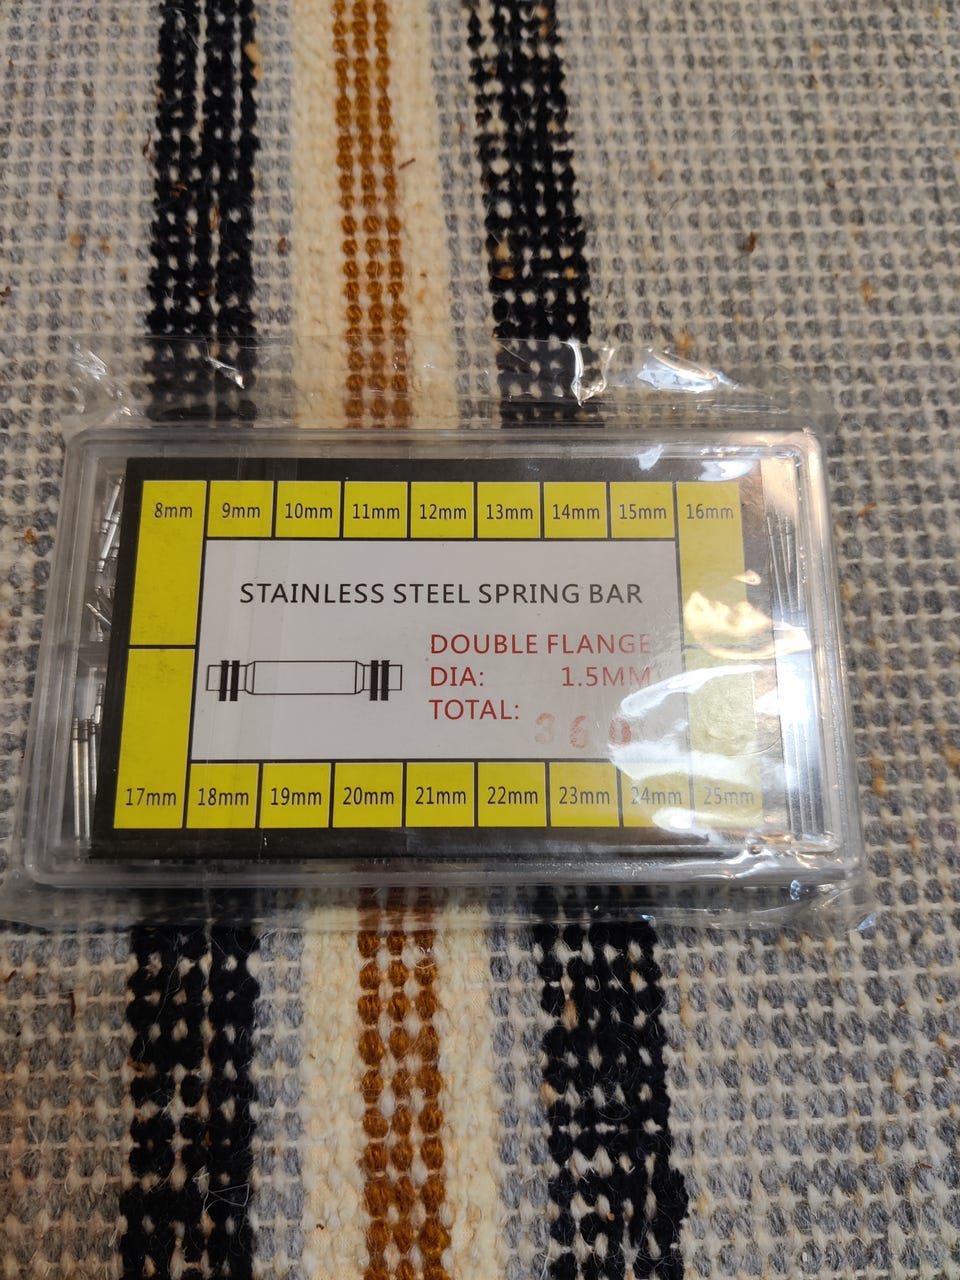 8mm 9mm 10mm 11mm 12mm 13mm 14mm 15mm 16mm
STAINLESS STEEL SPRING BAR
DOUBLE FLANGE
DIA: 1.5MM
TOTAL: 360
17mm 18mm 19mm 20mm 21mm 22mm 23mm 24mm 25mm